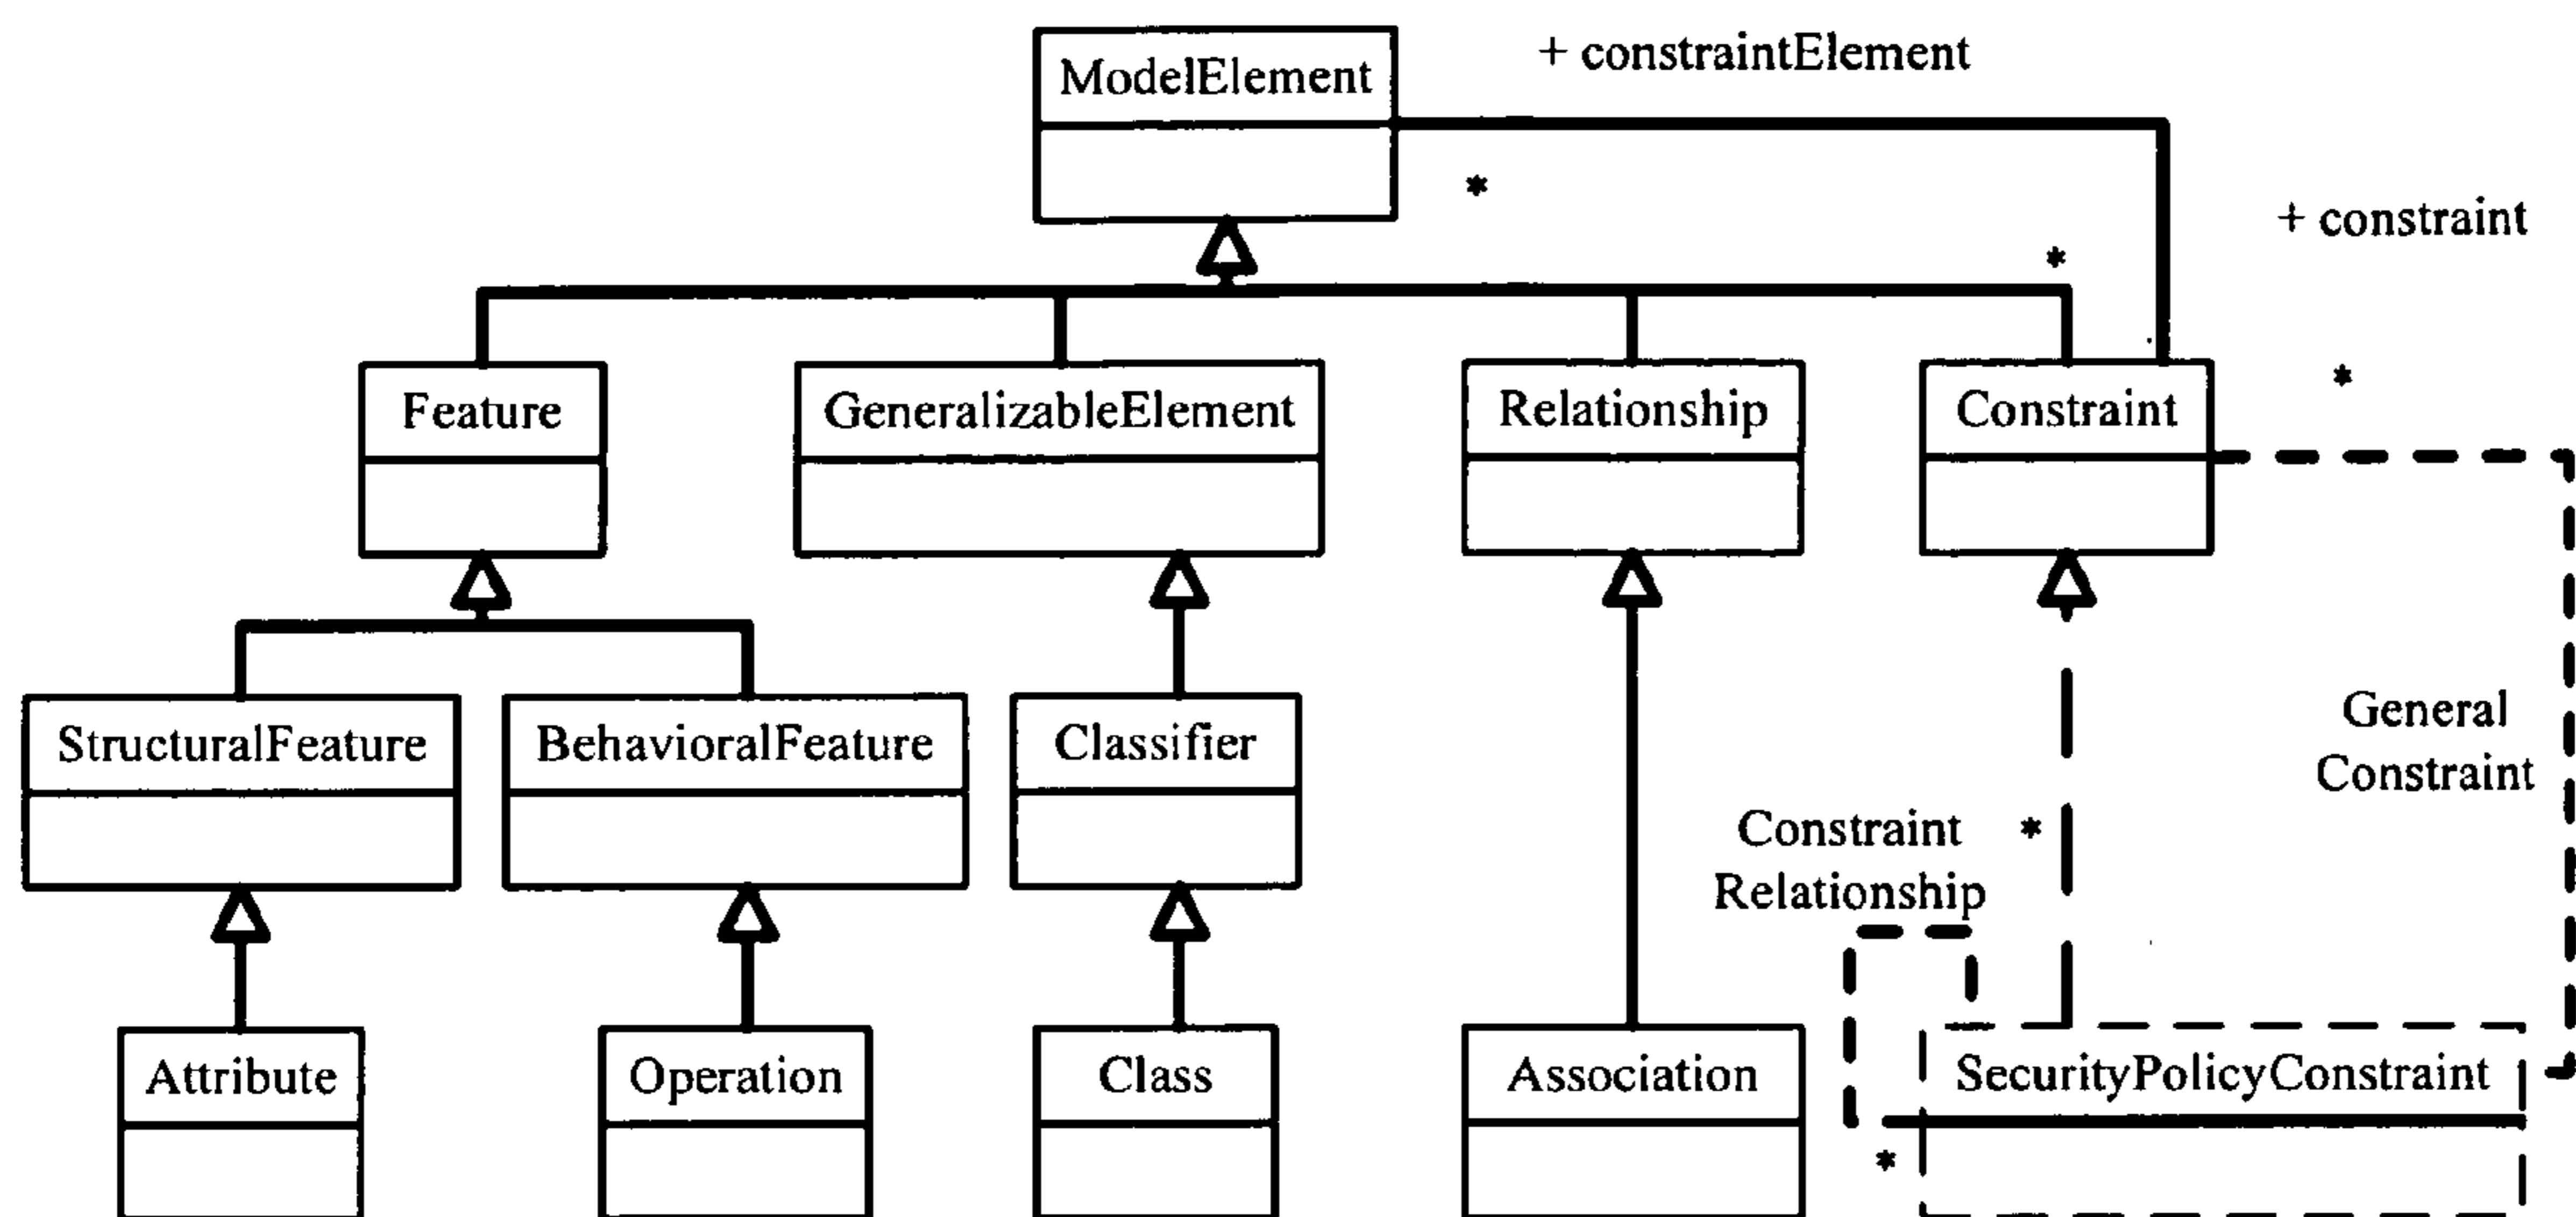 ModelElement
+ constraintElement
*
+ constraint
*
*
Feature
GeneralizableElement
Relationship
Constraint
StructuralFeature
BehavioralFeature
Classifier
General
Constraint
Constraint
Relationship
*
Attribute
Operation
Class
Association
SecurityPolicyConstraint
*